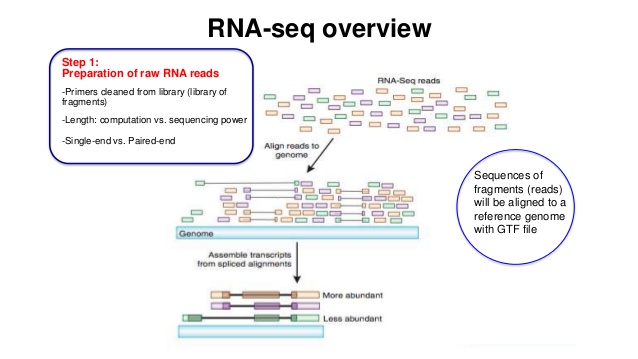 RNA-seq overview
Step 1:
Preparation of raw RNA reads
-Primers cleaned from library (library of
fragments)
-Length: computation vs. sequencing power
-Single-end vs. Paired-end
RNA-Seq reads
Align reads to
genome
Sequences of
fragments (reads)
will be aligned to a
reference genome
with GTF file
Genome
Assemble transcripts
from spliced alignments
More abundant
Less abundant